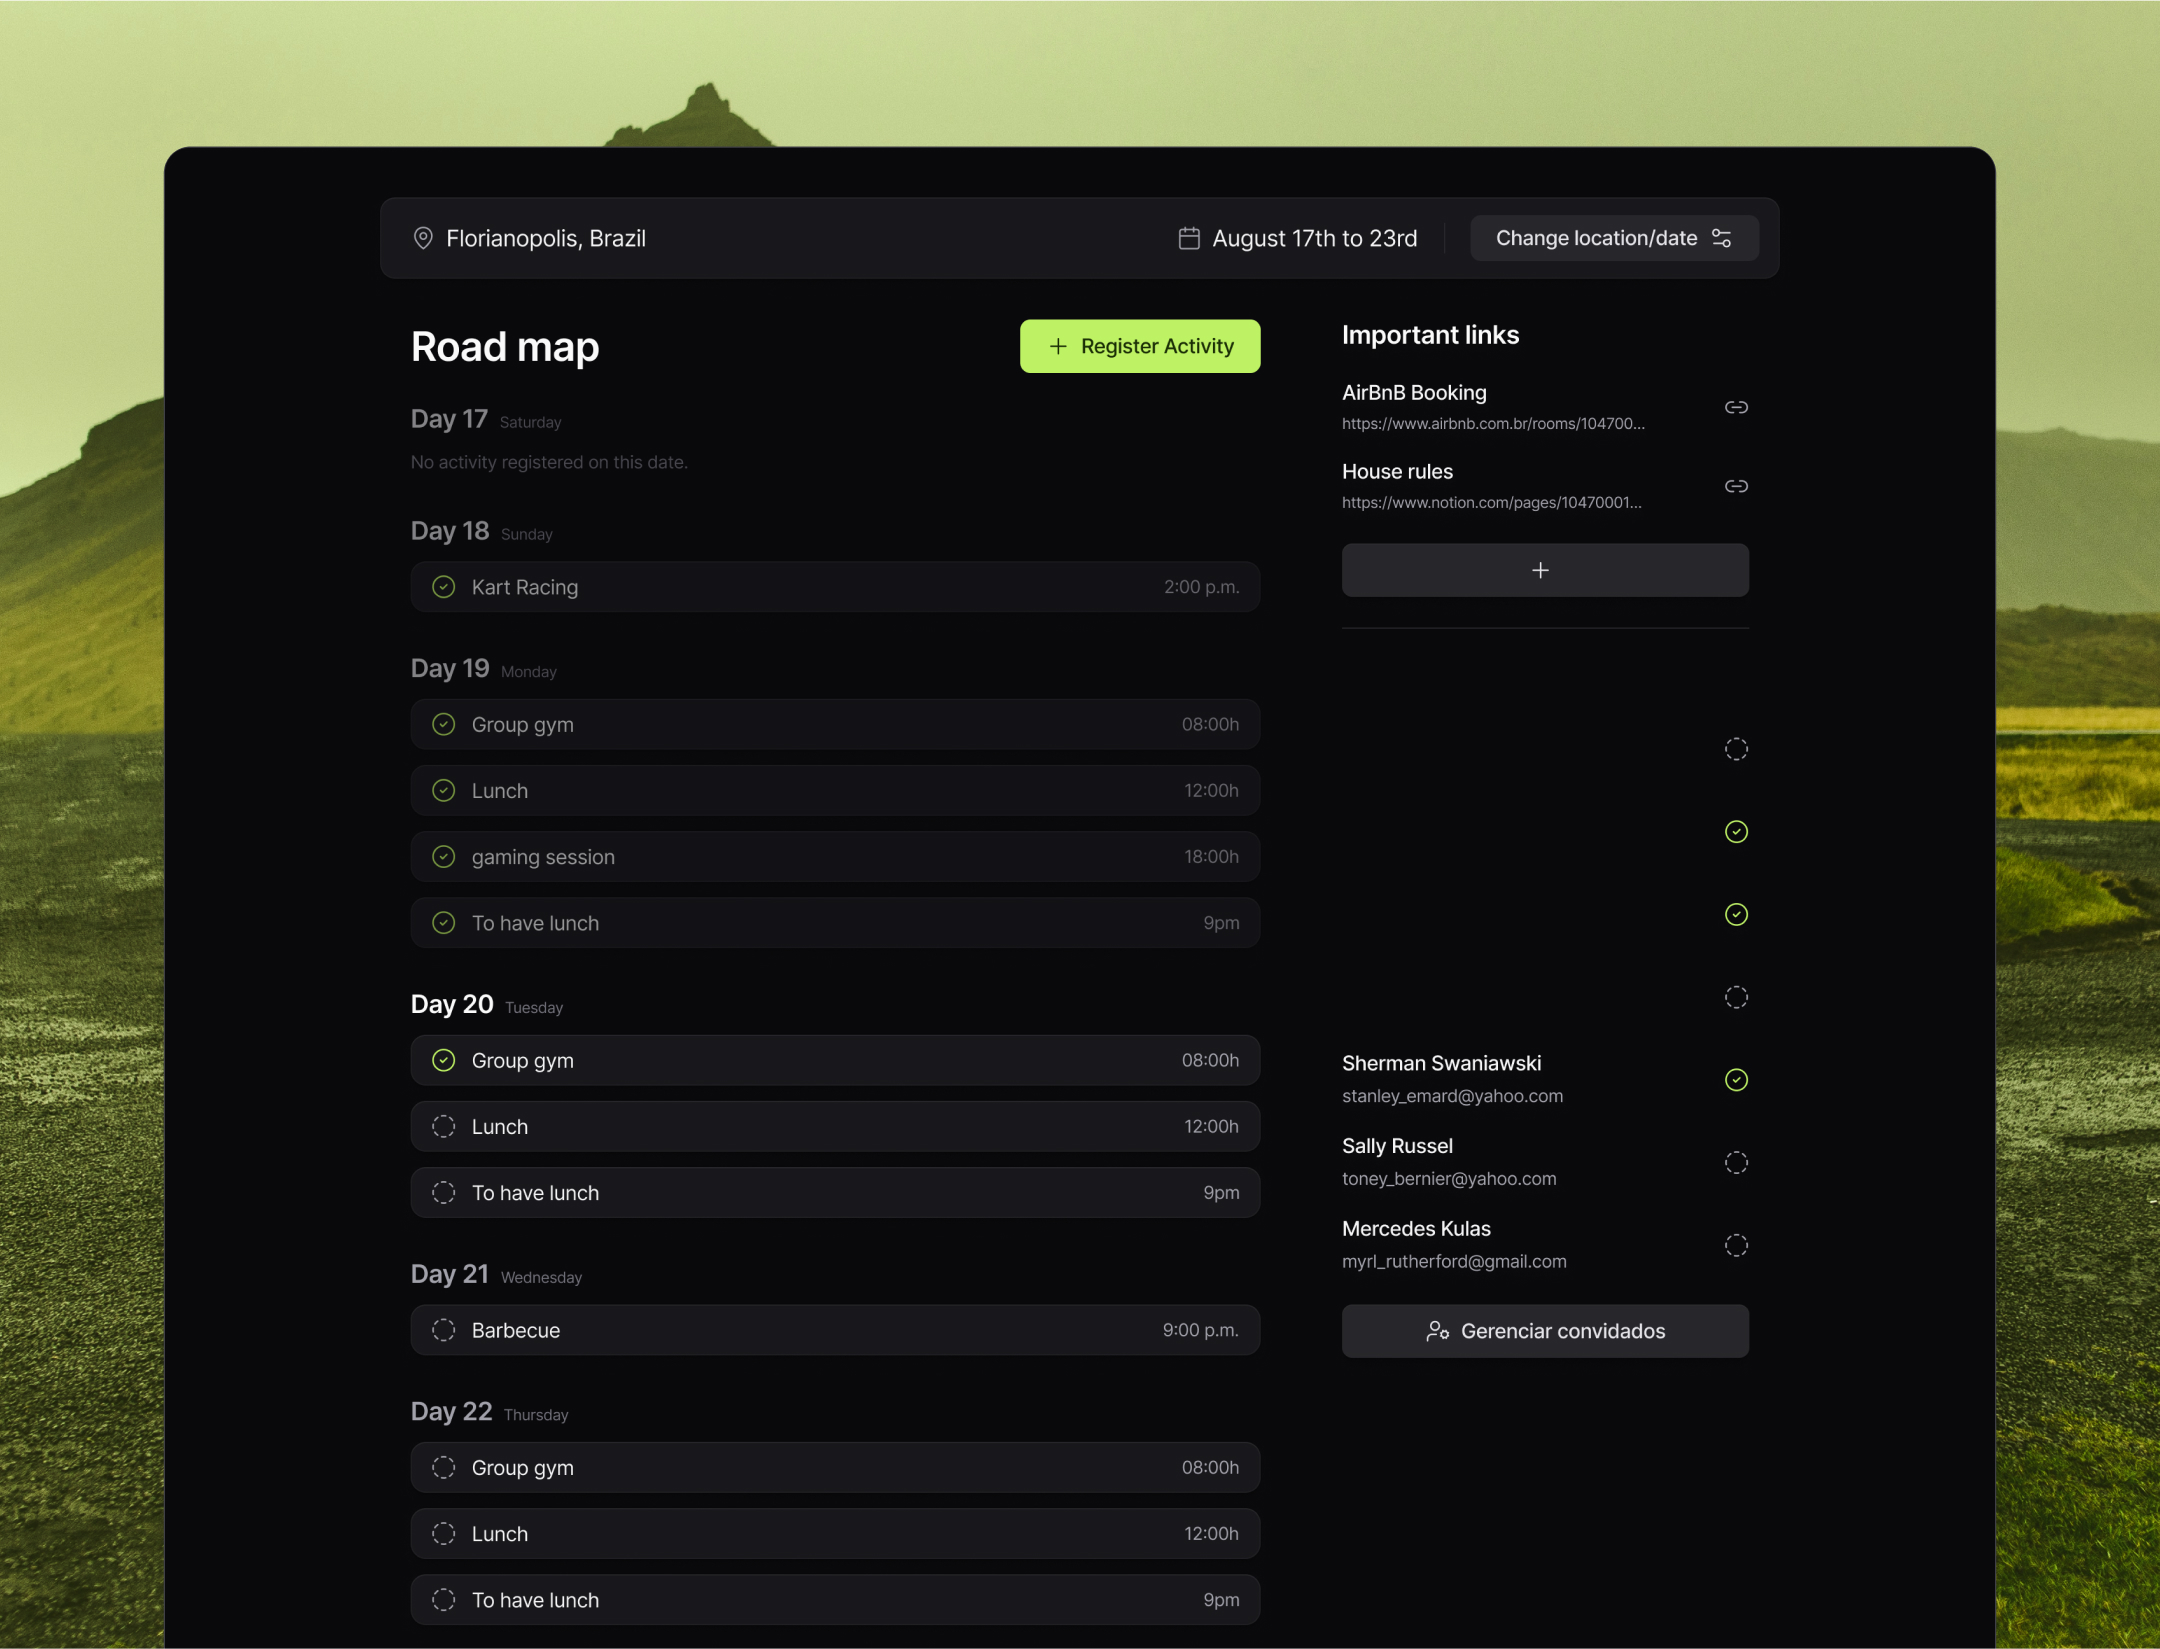 Florianopolis, Brazil
August 17th to 23rd
Change location/date
Road map
Register Activity
Day 17 Saturday
No activity registered on this date.
Day 18 Sunday
Kart Racing 2:00 p.m.
Day 19 Monday
Group gym 08:00h
Lunch 12:00h
gaming session 18:00h
To have lunch 9pm
Day 20 Tuesday
Group gym 08:00h
Lunch 12:00h
To have lunch 9pm
Day 21 Wednesday
Barbecue 9:00 p.m.
Day 22 Thursday
Group gym 08:00h
Lunch 12:00h
To have lunch 9pm
Important links
AirBnB Booking
https://www.airbnb.com.br/rooms/104700...
House rules
https://www.notion.com/pages/10470001...
Sherman Swaniawski
stanley_emard@yahoo.com
Sally Russel
toney_bernier@yahoo.com
Mercedes Kulas
myrl_rutherford@gmail.com
Gerenciar convidados